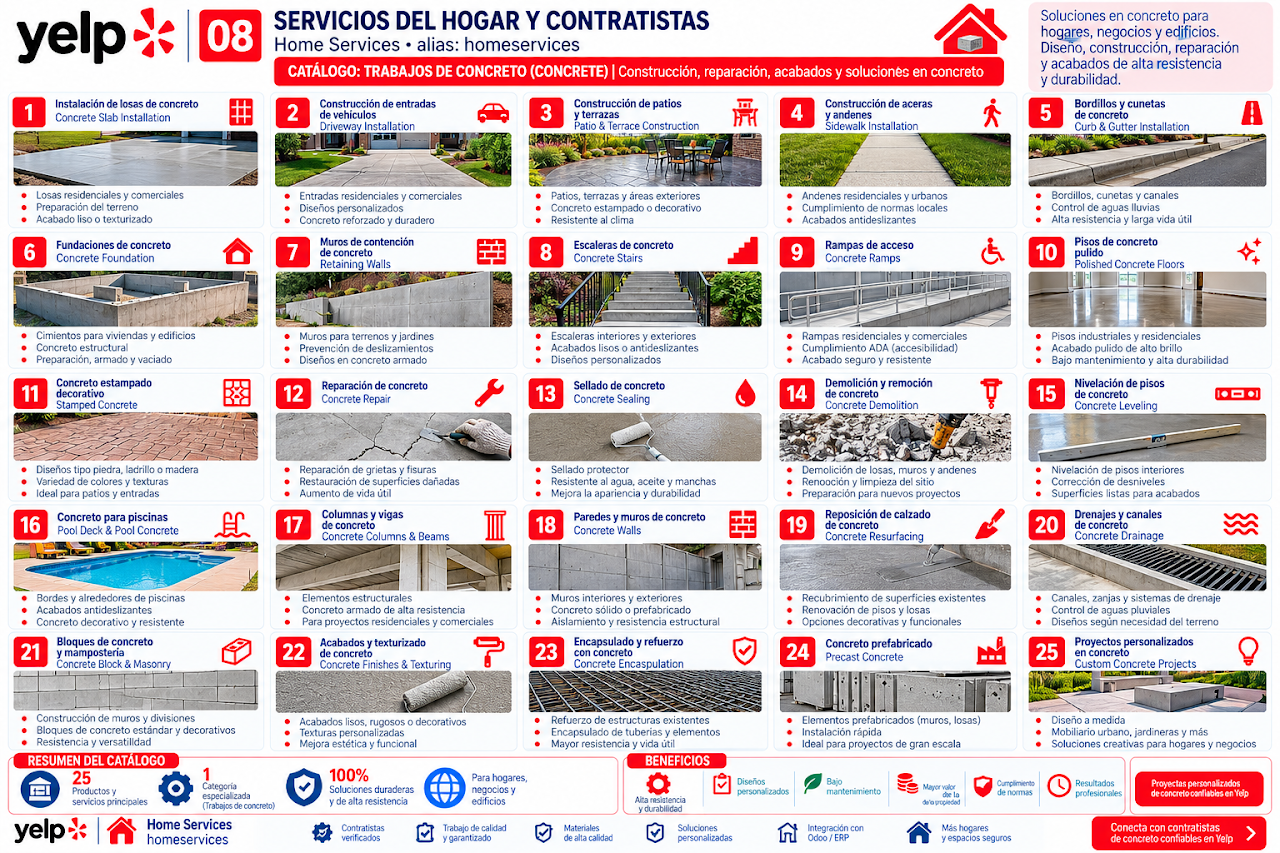 yelp
08
SERVICIOS DEL HOGAR Y CONTRATISTAS
Home Services • alias: homeservices
CATÁLOGO: TRABAJOS DE CONCRETO (CONCRETE) | Construcción, reparación, acabados y soluciones en concreto
Soluciones en concreto para
hogares, negocios y edificios.
Diseño, construcción, reparación
y acabados de alta resistencia
y durabilidad.
1
Instalación de losas de concreto
Concrete Slab Installation
• Losas residenciales y comerciales
• Preparación del terreno
• Acabado liso o texturizado
2
Construcción de entradas
de vehículos
Driveway Installation
• Entradas residenciales y comerciales
• Diseños personalizados
• Concreto reforzado y duradero
3
Construcción de patios
y terrazas
Patio & Terrace Construction
• Patios, terrazas y áreas exteriores
• Concreto estampado o decorativo
• Resistente al clima
4
Construcción de aceras
y andenes
Sidewalk Installation
• Andenes residenciales y urbanos
• Cumplimiento de normas locales
• Acabados antideslizantes
5
Bordillos y cunetas
de concreto
Curb & Gutter Installation
• Bordillos, cunetas y canales
• Control de aguas lluvias
• Alta resistencia y larga vida útil
6
Fundaciones de concreto
Concrete Foundation
• Cimientos para viviendas y edificios
• Concreto estructural
• Preparación, armado y vaciado
7
Muros de contención
de concreto
Retaining Walls
• Muros para terrenos y jardines
• Prevención de deslizamientos
• Diseños en concreto armado
8
Escaleras de concreto
Concrete Stairs
• Escaleras interiores y exteriores
• Acabados lisos o antideslizantes
• Diseños personalizados
9
Rampas de acceso
Concrete Ramps
• Rampas residenciales y comerciales
• Cumplimiento ADA (accesibilidad)
• Acabado seguro y resistente
10
Pisos de concreto
pulido
Polished Concrete Floors
• Pisos industriales y residenciales
• Acabado pulido de alto brillo
• Bajo mantenimiento y alta durabilidad
11
Concreto estampado
decorativo
Stamped Concrete
• Diseños tipo piedra, ladrillo o madera
• Variedad de colores y texturas
• Ideal para patios y entradas
12
Reparación de concreto
Concrete Repair
• Reparación de grietas y fisuras
• Restauración de superficies dañadas
• Aumento de vida útil
13
Sellado de concreto
Concrete Sealing
• Sellado protector
• Resistente al agua, aceite y manchas
• Mejora la apariencia y durabilidad
14
Demolición y remoción
de concreto
Concrete Demolition
• Demolición de losas, muros y andenes
• Renooción y limpieza del sitio
• Preparación para nuevos proyectos
15
Nivelación de pisos
de concreto
Concrete Leveling
• Nivelación de pisos interiores
• Corrección de desniveles
• Superficies listas para acabados
16
Concreto para piscinas
Pool Deck & Pool Concrete
• Bordes y alrededores de piscinas
• Acabados antideslizantes
• Concreto decorativo y resistente
17
Columnas y vigas
de concreto
Concrete Columns & Beams
• Elementos estructurales
• Concreto armado de alta resistencia
• Para proyectos residenciales y comerciales
18
Paredes y muros de concreto
Concrete Walls
• Muros interiores y exteriores
• Concreto sólido o prefabricado
• Aislamiento y resistencia estructural
19
Reposición de calzado
de concreto
Concrete Resurfacing
• Recubrimiento de superficies existentes
• Renovación de pisos y losas
• Opciones decorativas y funcionales
20
Drenajes y canales
de concreto
Concrete Drainage
• Canales, zanjas y sistemas de drenaje
• Control de aguas pluviales
• Diseños según necesidad del terreno
21
Bloques de concreto
y mampostería
Concrete Block & Masonry
• Construcción de muros y divisiones
• Bloques de concreto estándar y decorativos
• Resistencia y versatilidad
22
Acabados y texturizado
de concreto
Concrete Finishes & Texturing
• Acabados lisos, rugosos o decorativos
• Texturas personalizadas
• Mejora estética y funcional
23
Encapsulado y refuerzo
con concreto
Concrete Encapsulation
• Refuerzo de estructuras existentes
• Encapsulado de tuberías y elementos
• Mayor resistencia y vida útil
24
Concreto prefabricado
Precast Concrete
• Elementos prefabricados (muros, losas)
• Instalación rápida
• Ideal para proyectos de gran escala
25
Proyectos personalizados
en concreto
Custom Concrete Projects
• Diseño a medida
• Mobiliario urbano, jardineras y más
• Soluciones creativas para hogares y negocios
RESUMEN DEL CATÁLOGO
25
Productos y
servicios principales
1
Categoría
especializada
(Trabajos de concreto)
100%
Soluciones duraderas
y de alta resistencia
Para hogares,
negocios y
edificios
BENEFICIOS
Alta resistencia
y durabilidad
Diseños
personalizados
Bajo
mantenimiento
Mayor valor
de la
propiedad
Cumplimiento
de normas
Resultados
profesionales
Proyectos personalizados
de concreto confiables en Yelp
yelp
Home Services
homeservices
Contratistas
verificados
Trabajo de calidad
y garantizado
Materiales
de alta calidad
Soluciones
personalizadas
Integración con
Odoo / ERP
Más hogares
y espacios seguros
Conecta con contratistas
de concreto confiables en Yelp